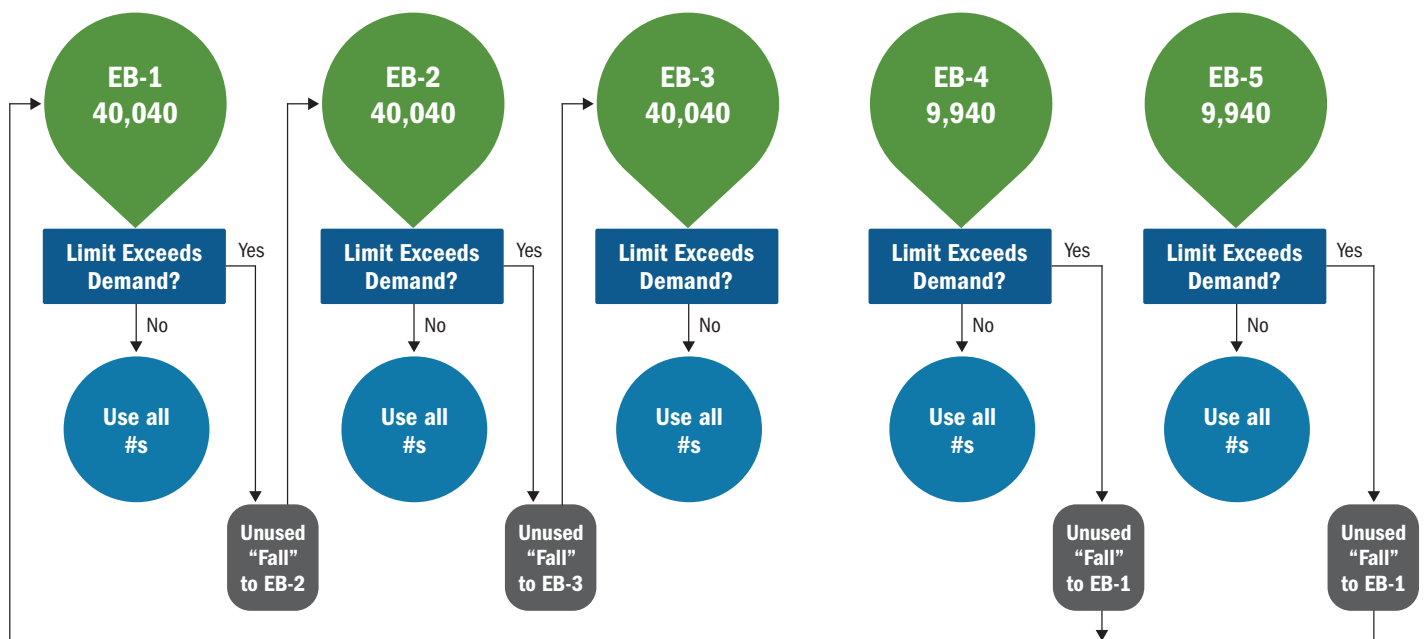 EB-1
40,040
EB-2
40,040
EB-3
40,040
EB-4
9,940
EB-5
9,940
Limit Exceeds
Demand?
Yes
Limit Exceeds
Demand?
Yes
Limit Exceeds
Demand?
Limit Exceeds
Demand?
Yes
Limit Exceeds
Demand?
Yes
No
No
No
No
No
Use all
#s
Use all
#s
Use all
#s
Use all
#s
Use all
#s
Unused
“Fall”
to EB-2
Unused
“Fall”
to EB-3
Unused
“Fall”
to EB-1
Unused
“Fall”
to EB-1